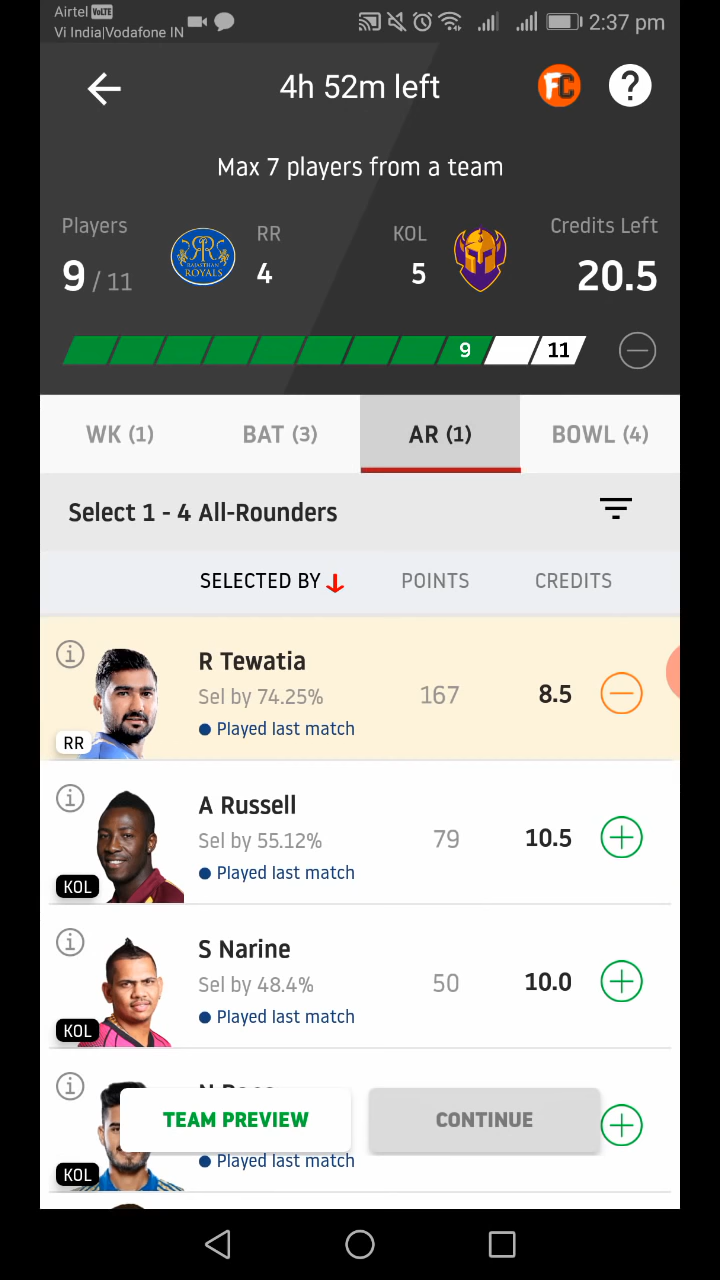 Airtel VoLTE
Vi India|Vodafone IN
2:37 pm
4h 52m left
FC
?
Max 7 players from a team
Players
9 / 11
RAJASTHAN ROYALS
RR
4
KOL
5
Credits Left
20.5
9
11
WK (1)
BAT (3)
AR (1)
BOWL (4)
Select 1 - 4 All-Rounders
SELECTED BY
POINTS
CREDITS
R Tewatia
Sel by 74.25%
167
8.5
Played last match
RR
A Russell
Sel by 55.12%
79
10.5
Played last match
KOL
S Narine
Sel by 48.4%
50
10.0
Played last match
KOL
TEAM PREVIEW
CONTINUE
Played last match
KOL